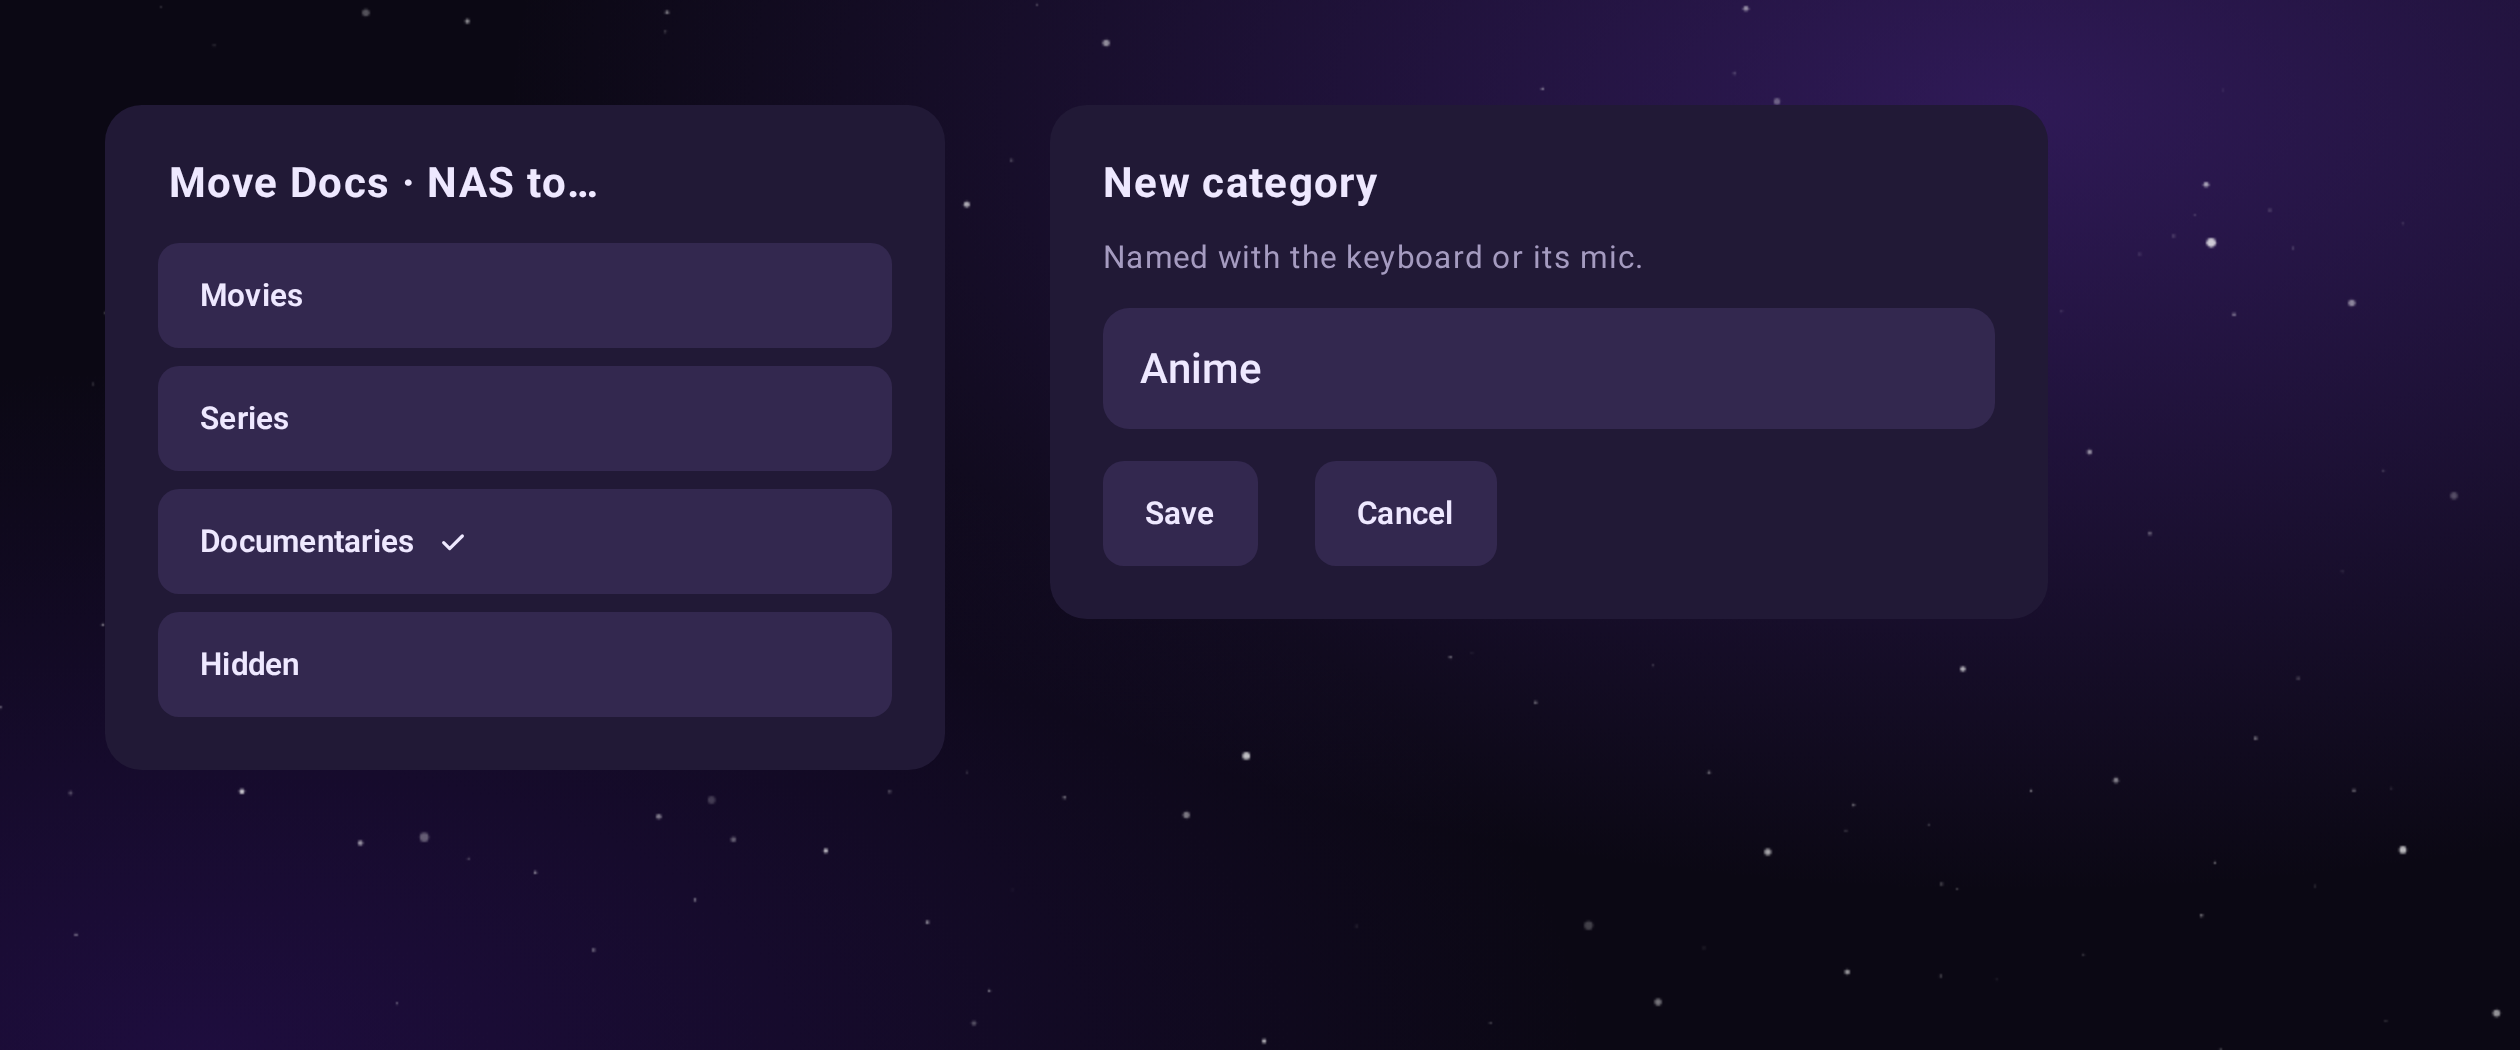 Move Docs · NAS to…
Movies
Series
Documentaries
Hidden
New category
Named with the keyboard or its mic.
Anime
Save
Cancel